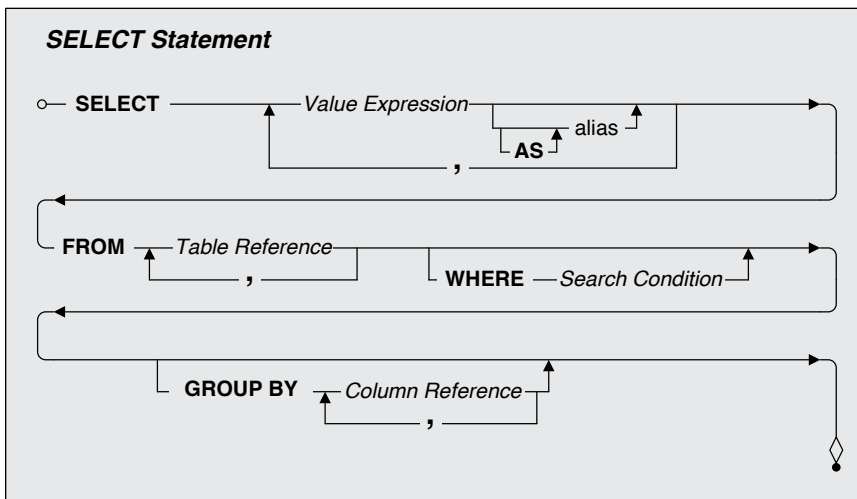 SELECT Statement
SELECT Value Expression
alias
AS
,
FROM Table Reference
,
WHERE Search Condition
GROUP BY Column Reference
,